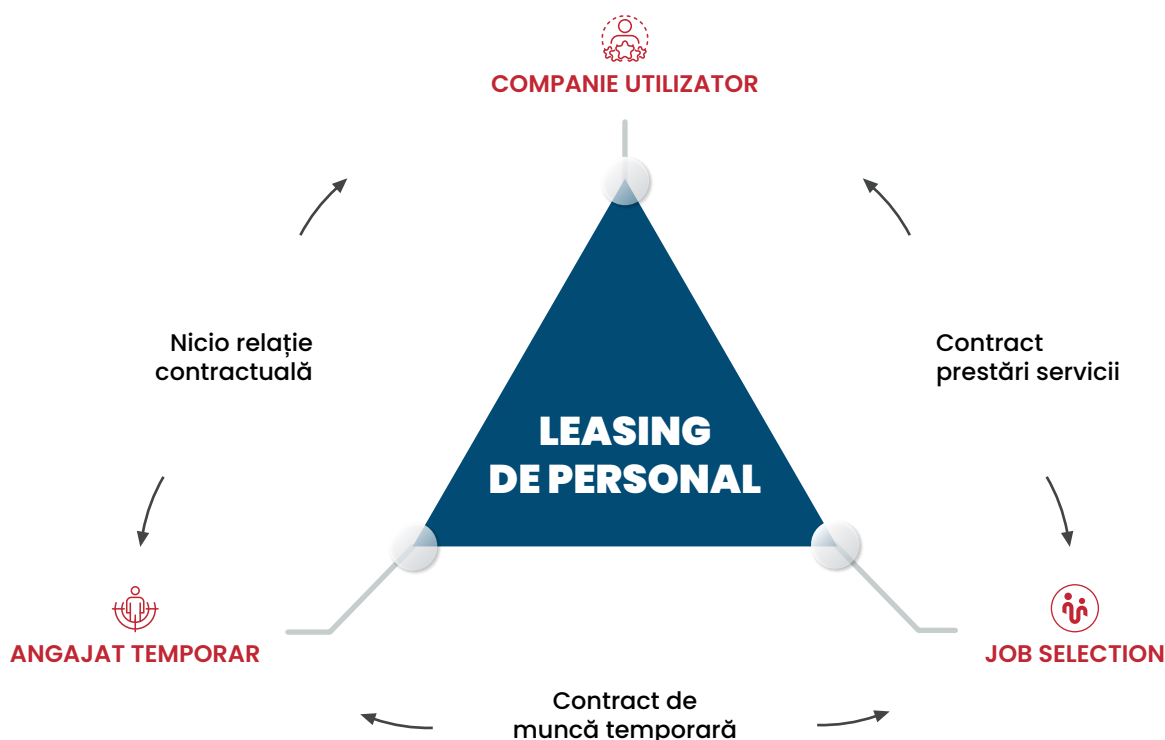 COMPANIE UTILIZATOR
Nicio relație
contractuală
Contract
prestări servicii
LEASING
DE PERSONAL
ANGAJAT TEMPORAR
JOB SELECTION
Contract de
muncă temporară